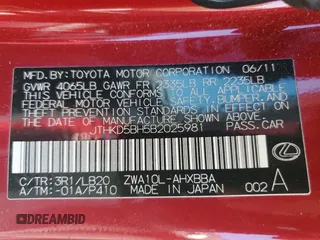 MFD. BY: TOYOTA MOTOR CORPORATION 06/11
GVWR 4065LB GAWR FR 2335LB RR 2235LB
THIS VEHICLE CONFORMS TO ALL APPLICABLE
FEDERAL MOTOR VEHICLE SAFETY, BUMPER, AND
THEFT PREVENTION STANDARDS IN EFFECT ON
THE DATE OF MANUFACTURE SHOWN ABOVE.
JTHKD5BH5B2025981 PASS.CAR
C/TR:3R1/LB20 ZWA10L-AHXBBA
A/TM:-01A/P410 MADE IN JAPAN 002 A